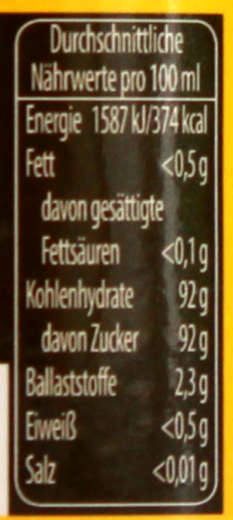 Durchschnittliche
Nährwerte pro 100 ml
Energie 1587 kJ/374 kcal
Fett <0,5 g
davon gesättigte
Fettsäuren <0,1 g
Kohlenhydrate 92 g
davon Zucker 92 g
Ballaststoffe 2,3 g
Eiweiß <0,5 g
Salz <0,01 g